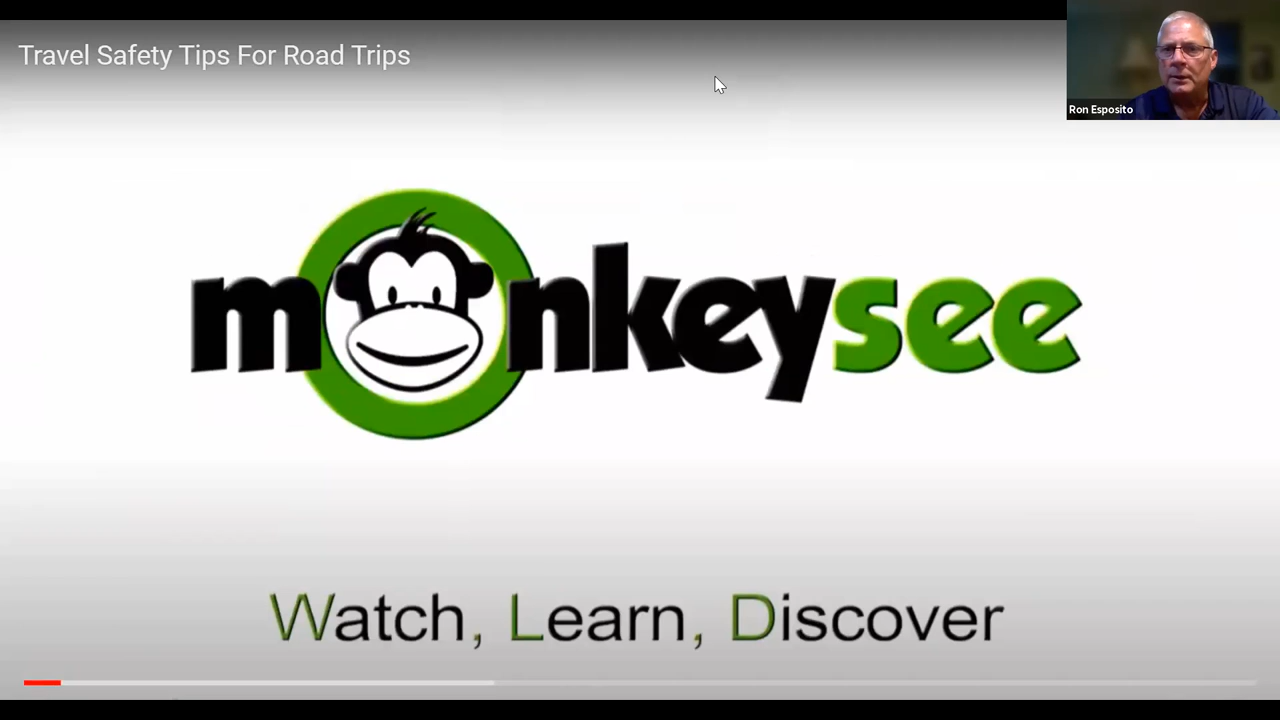 Travel Safety Tips For Road Trips
Ron Esposito
monkeysee
Watch, Learn, Discover